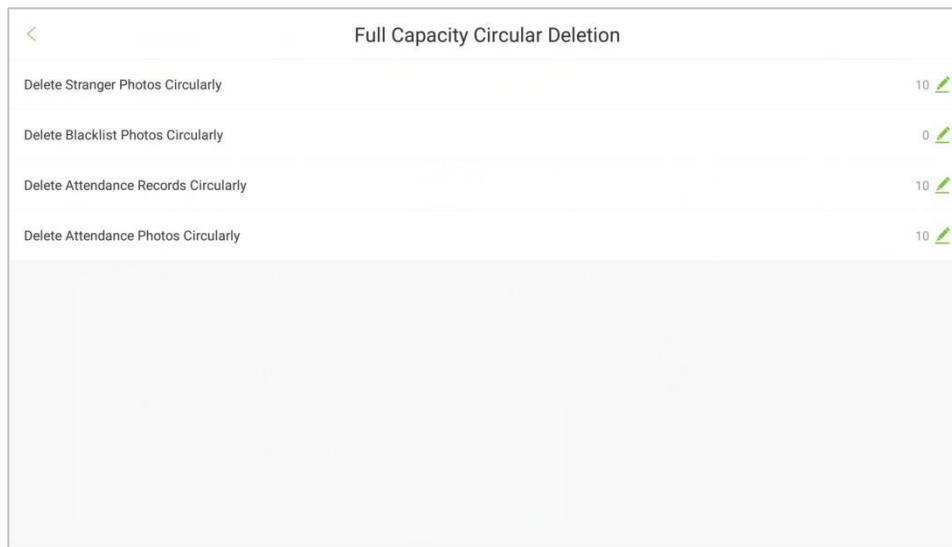 Full Capacity Circular Deletion
Delete Stranger Photos Circularly 10
Delete Blacklist Photos Circularly 0
Delete Attendance Records Circularly 10
Delete Attendance Photos Circularly 10